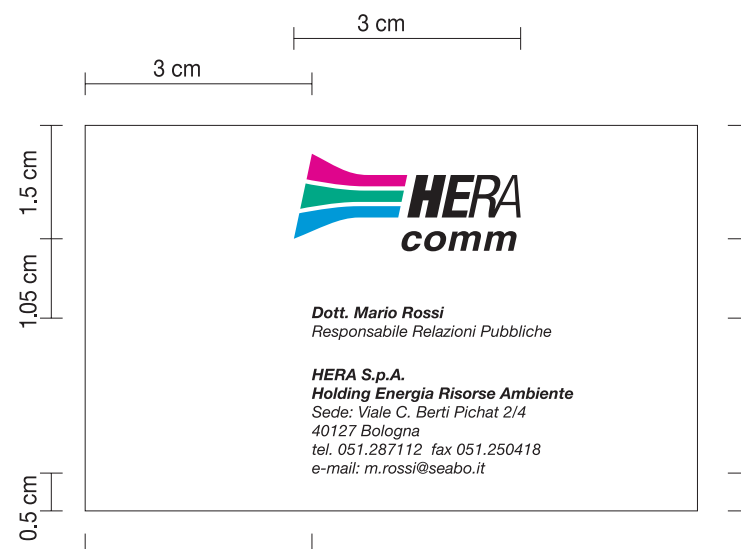 3 cm
3 cm
1.5 cm
1.05 cm
0.5 cm
HERA
comm
Dott. Mario Rossi
Responsabile Relazioni Pubbliche
HERA S.p.A.
Holding Energia Risorse Ambiente
Sede: Viale C. Berti Pichat 2/4
40127 Bologna
tel. 051.287112  fax 051.250418
e-mail: m.rossi@seabo.it